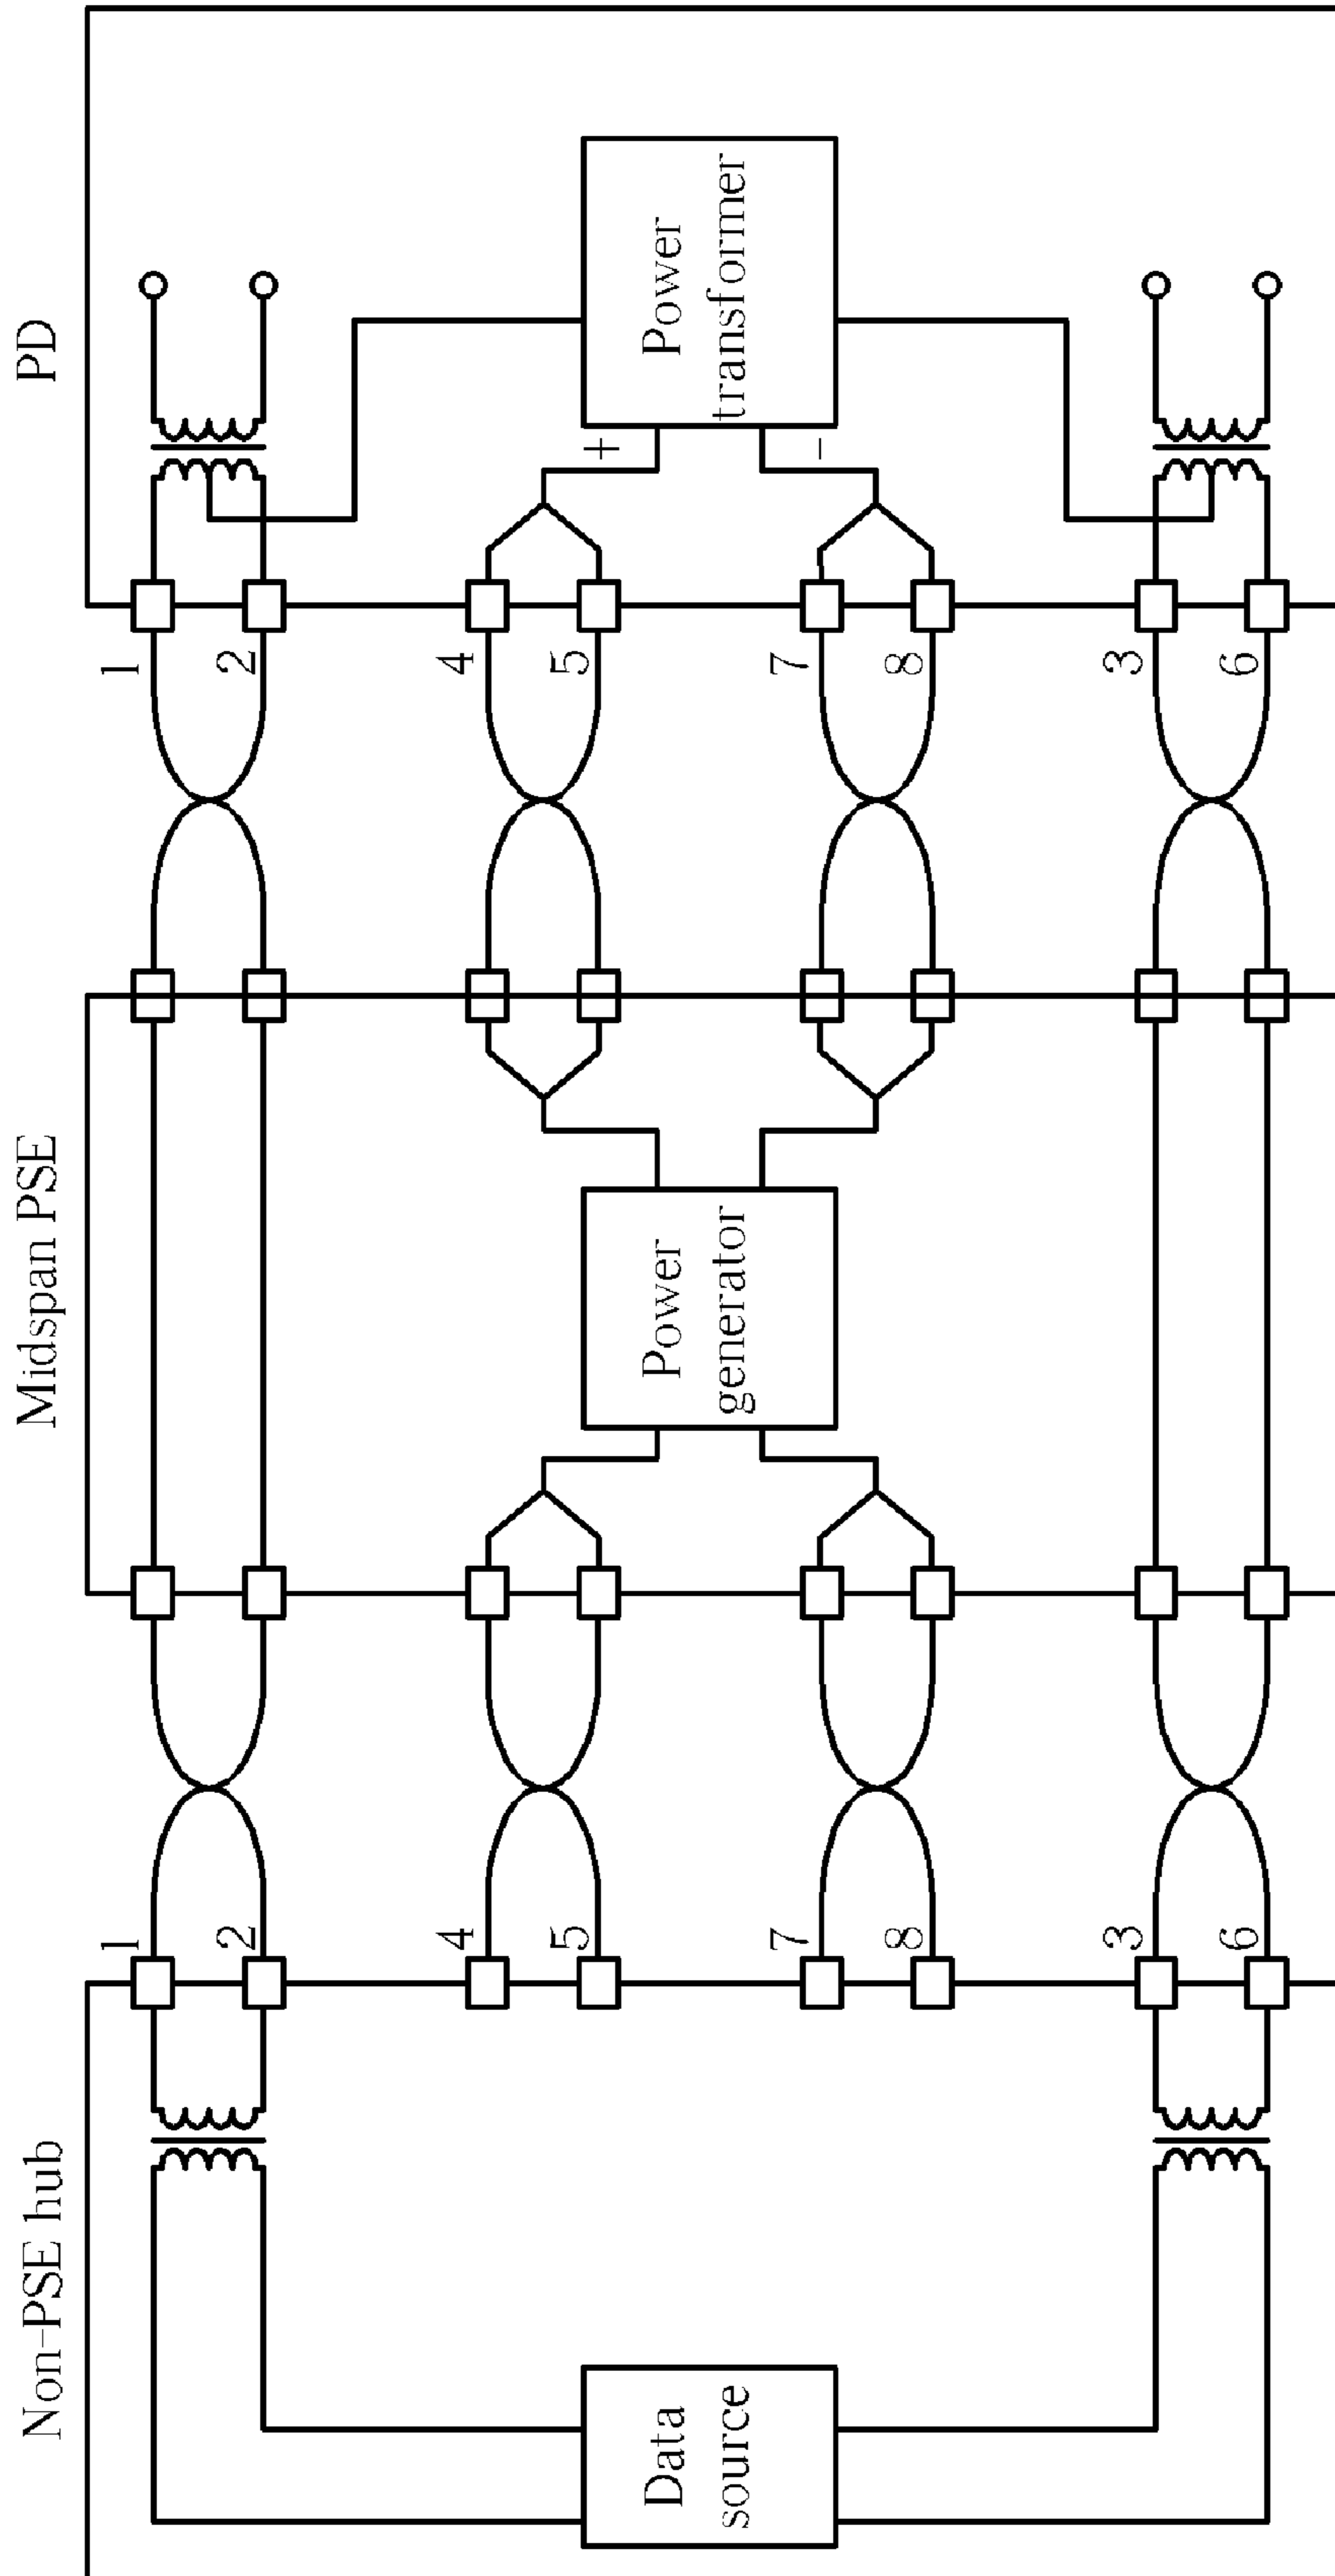 Non-PSE hub
Midspan PSE
PD
1
2
4
5
7
8
3
6
1
2
4
5
7
8
3
6
Data
source
Power
generator
+
-
Power
transformer